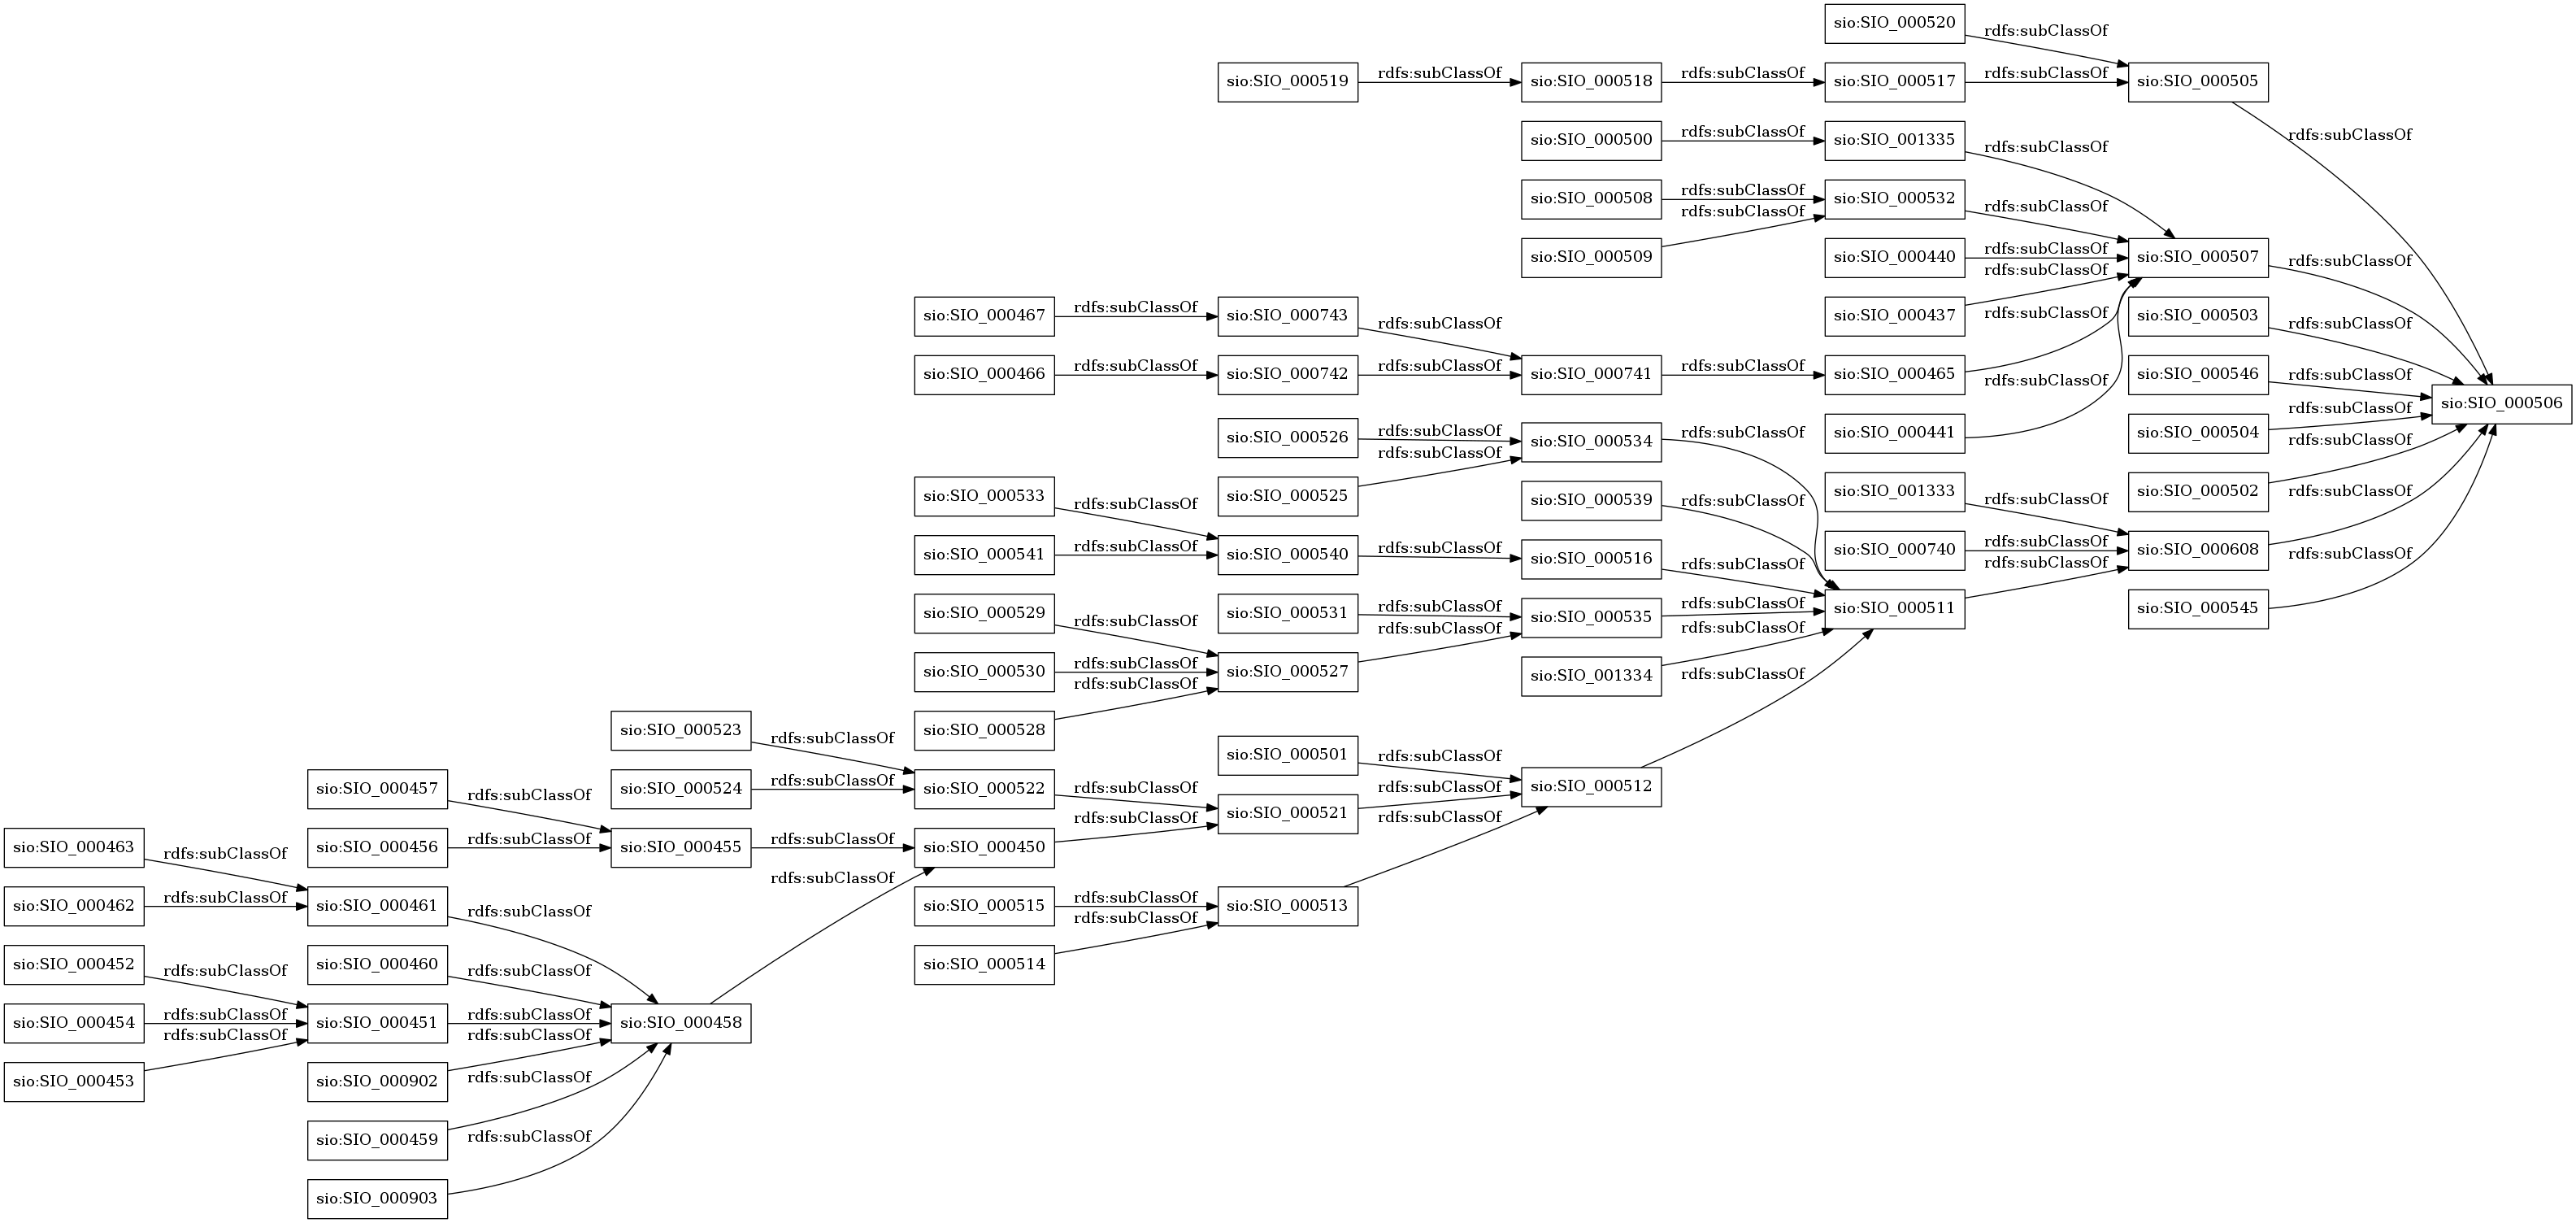 sio:SIO_000520
rdfs:subClassOf
sio:SIO_000519
rdfs:subClassOf
sio:SIO_000518
rdfs:subClassOf
sio:SIO_000517
rdfs:subClassOf
sio:SIO_000505
rdfs:subClassOf
sio:SIO_000500
rdfs:subClassOf
sio:SIO_001335
rdfs:subClassOf
sio:SIO_000508
rdfs:subClassOf
sio:SIO_000532
rdfs:subClassOf
sio:SIO_000509
rdfs:subClassOf
sio:SIO_000440
rdfs:subClassOf
sio:SIO_000507
rdfs:subClassOf
sio:SIO_000437
rdfs:subClassOf
sio:SIO_000503
rdfs:subClassOf
sio:SIO_000467
rdfs:subClassOf
sio:SIO_000743
rdfs:subClassOf
sio:SIO_000466
rdfs:subClassOf
sio:SIO_000742
rdfs:subClassOf
sio:SIO_000741
rdfs:subClassOf
sio:SIO_000465
rdfs:subClassOf
sio:SIO_000546
rdfs:subClassOf
sio:SIO_000506
sio:SIO_000441
rdfs:subClassOf
sio:SIO_000504
rdfs:subClassOf
sio:SIO_000526
rdfs:subClassOf
sio:SIO_000534
rdfs:subClassOf
sio:SIO_000525
rdfs:subClassOf
sio:SIO_000539
rdfs:subClassOf
sio:SIO_001333
rdfs:subClassOf
sio:SIO_000502
rdfs:subClassOf
sio:SIO_000533
rdfs:subClassOf
sio:SIO_000541
rdfs:subClassOf
sio:SIO_000540
rdfs:subClassOf
sio:SIO_000516
rdfs:subClassOf
sio:SIO_000740
rdfs:subClassOf
sio:SIO_000608
rdfs:subClassOf
sio:SIO_000529
rdfs:subClassOf
sio:SIO_000531
rdfs:subClassOf
sio:SIO_000535
rdfs:subClassOf
sio:SIO_000511
rdfs:subClassOf
sio:SIO_000545
rdfs:subClassOf
sio:SIO_000530
rdfs:subClassOf
sio:SIO_000527
rdfs:subClassOf
sio:SIO_001334
rdfs:subClassOf
sio:SIO_000528
rdfs:subClassOf
sio:SIO_000523
rdfs:subClassOf
sio:SIO_000501
rdfs:subClassOf
sio:SIO_000524
rdfs:subClassOf
sio:SIO_000522
rdfs:subClassOf
sio:SIO_000521
rdfs:subClassOf
sio:SIO_000512
rdfs:subClassOf
sio:SIO_000457
rdfs:subClassOf
sio:SIO_000456
rdfs:subClassOf
sio:SIO_000455
rdfs:subClassOf
sio:SIO_000450
rdfs:subClassOf
sio:SIO_000463
rdfs:subClassOf
sio:SIO_000462
rdfs:subClassOf
sio:SIO_000461
rdfs:subClassOf
sio:SIO_000515
rdfs:subClassOf
sio:SIO_000513
rdfs:subClassOf
sio:SIO_000514
rdfs:subClassOf
sio:SIO_000452
rdfs:subClassOf
sio:SIO_000460
rdfs:subClassOf
sio:SIO_000454
rdfs:subClassOf
sio:SIO_000451
rdfs:subClassOf
sio:SIO_000458
rdfs:subClassOf
sio:SIO_000453
rdfs:subClassOf
sio:SIO_000902
rdfs:subClassOf
sio:SIO_000459
rdfs:subClassOf
sio:SIO_000903
rdfs:subClassOf